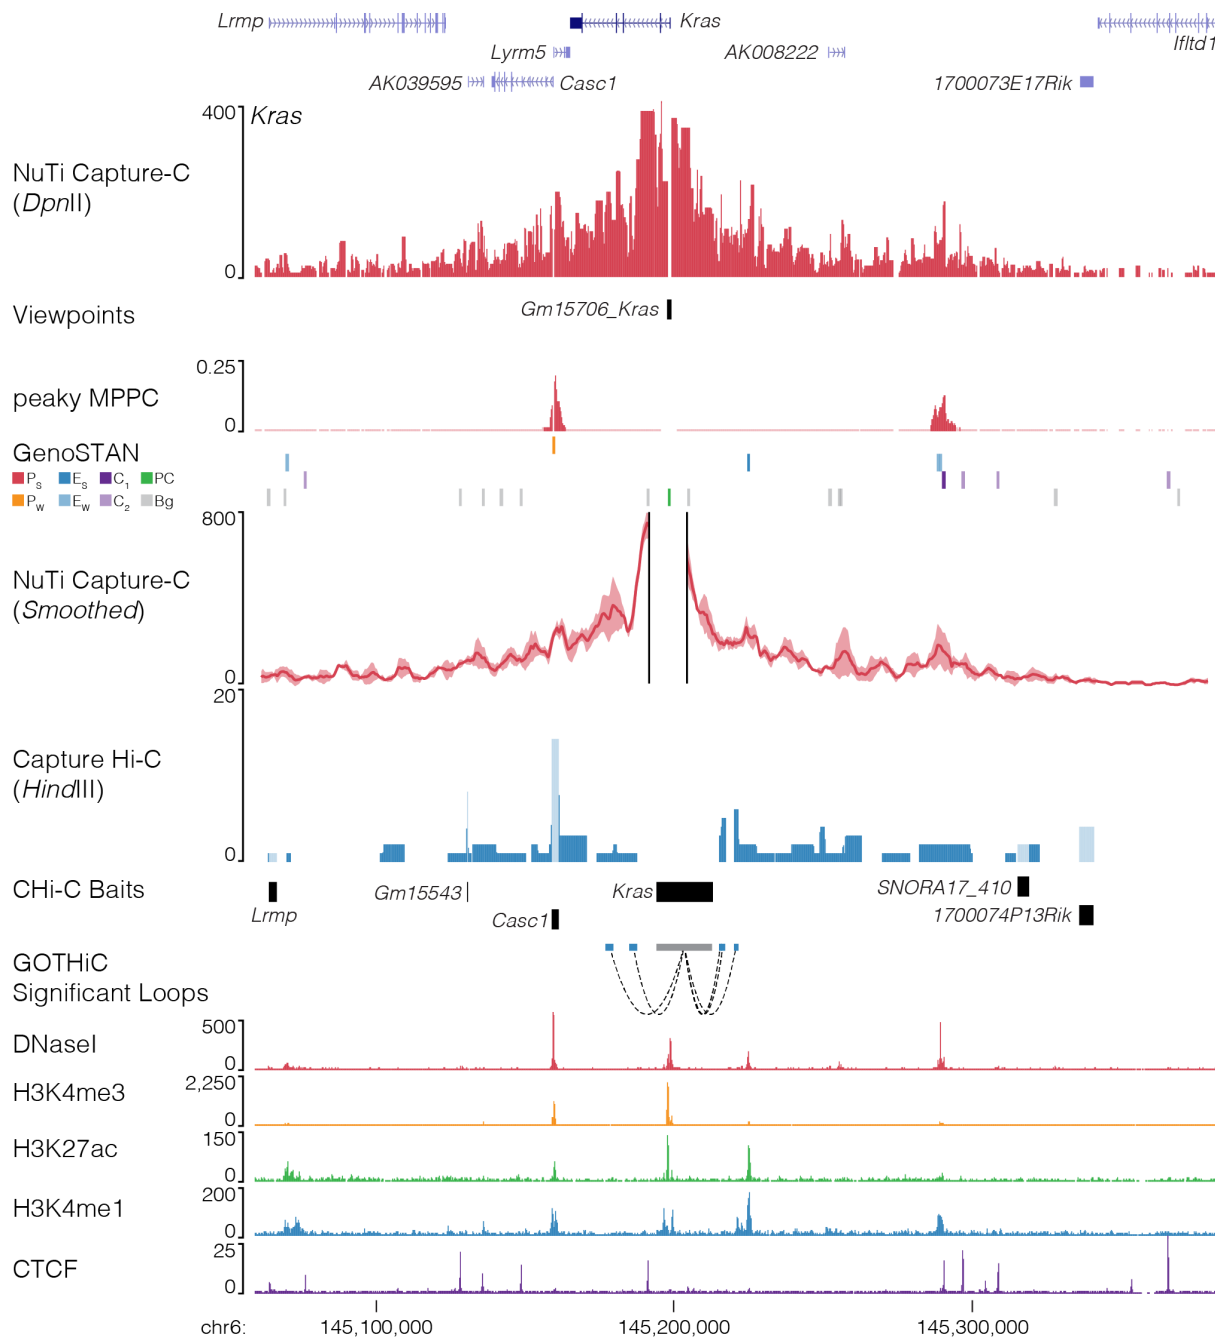 Lrmp
Kras
Lyrm5
AK008222
Ifltd1
AK039595
Casc1
1700073E17Rik
400
Kras
NuTi Capture-C
(DpnII)
0
Viewpoints
Gm15706_Kras
0.25
peaky MPPC
0
GenoSTAN
PS ES C1 PC
PW EW C2 Bg
800
NuTi Capture-C
(Smoothed)
0
20
Capture Hi-C
(HindIII)
0
CHi-C Baits
Lrmp
Gm15543
Casc1
Kras
SNORA17_410
1700074P13Rik
GOTHiC
Significant Loops
500
DNaseI
0
2,250
H3K4me3
0
150
H3K27ac
0
200
H3K4me1
0
25
CTCF
0
chr6: 145,100,000 145,200,000 145,300,000